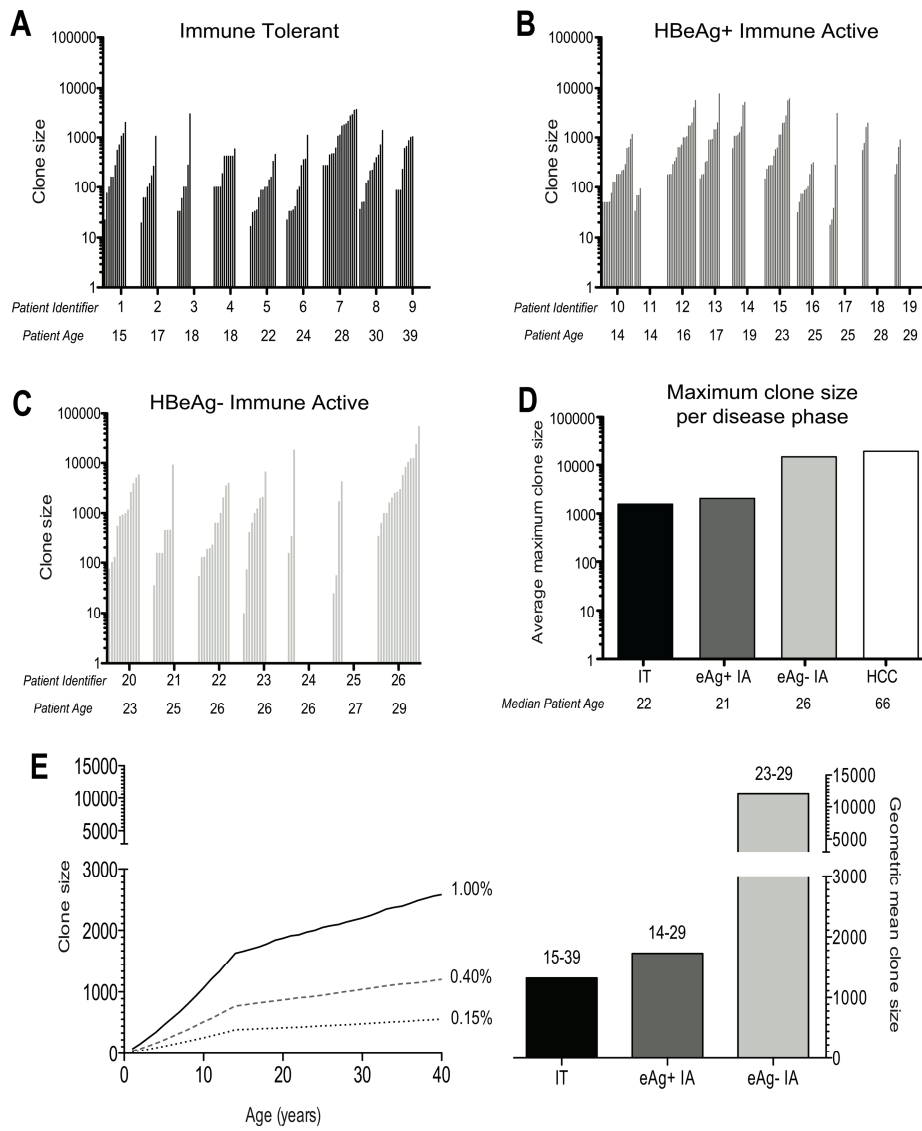 A
Immune Tolerant
Clone size
100000
10000
1000
100
10
1
Patient Identifier 1 2 3 4 5 6 7 8 9
Patient Age 15 17 18 18 22 24 28 30 39
B
HBeAg+ Immune Active
Clone size
100000
10000
1000
100
10
1
Patient Identifier 10 11 12 13 14 15 16 17 18 19
Patient Age 14 14 16 17 19 23 25 25 28 29
C
HBeAg- Immune Active
Clone size
100000
10000
1000
100
10
1
Patient Identifier 20 21 22 23 24 25 26
Patient Age 23 25 26 26 26 27 29
D
Maximum clone size
per disease phase
Average maximum clone size
100000
10000
1000
100
10
1
IT eAg+ IA eAg- IA HCC
Median Patient Age 22 21 26 66
E
Clone size
15000
10000
5000
3000
2000
1000
0
1.00%
0.40%
0.15%
0 10 20 30 40
Age (years)
15-39
14-29
23-29
IT eAg+ IA eAg- IA
15000
10000
5000
3000
2000
1000
0
Geometric mean clone size